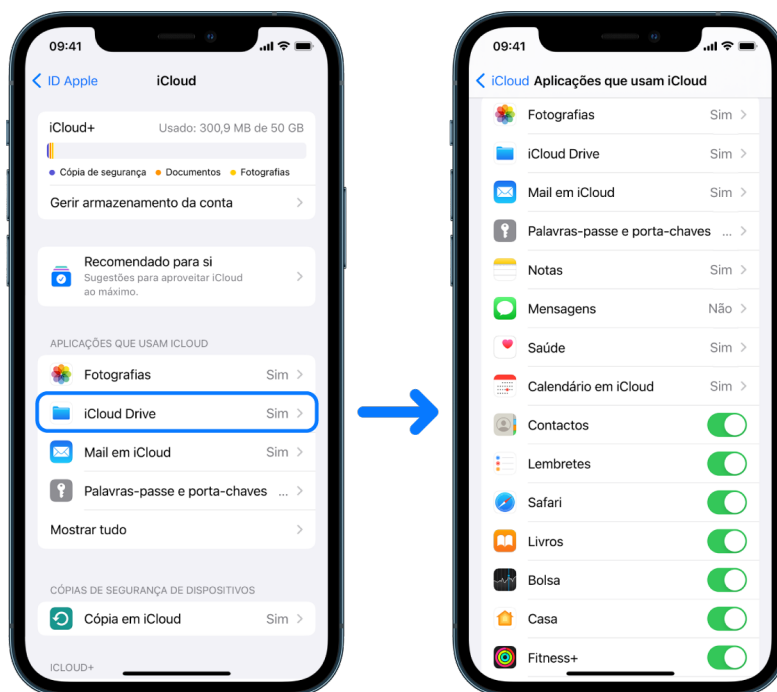 09:41
ID Apple iCloud
iCloud+ Usado: 300,9 MB de 50 GB
Cópia de segurança Documentos Fotografias
Gerir armazenamento da conta
Recomendado para si
Sugestões para aproveitar iCloud
ao máximo.
APLICAÇÕES QUE USAM ICLOUD
Fotografias Sim
iCloud Drive Sim
Mail em iCloud Sim
Palavras-passe e porta-chaves ...
Mostrar tudo
CÓPIAS DE SEGURANÇA DE DISPOSITIVOS
Cópia em iCloud Sim
ICLOUD+
09:41
iCloud Aplicações que usam iCloud
Fotografias Sim
iCloud Drive Sim
Mail em iCloud Sim
Palavras-passe e porta-chaves ...
Notas Sim
Mensagens Não
Saúde Sim
Calendário em iCloud Sim
Contactos
Lembretes
Safari
Livros
Bolsa
Casa
Fitness+